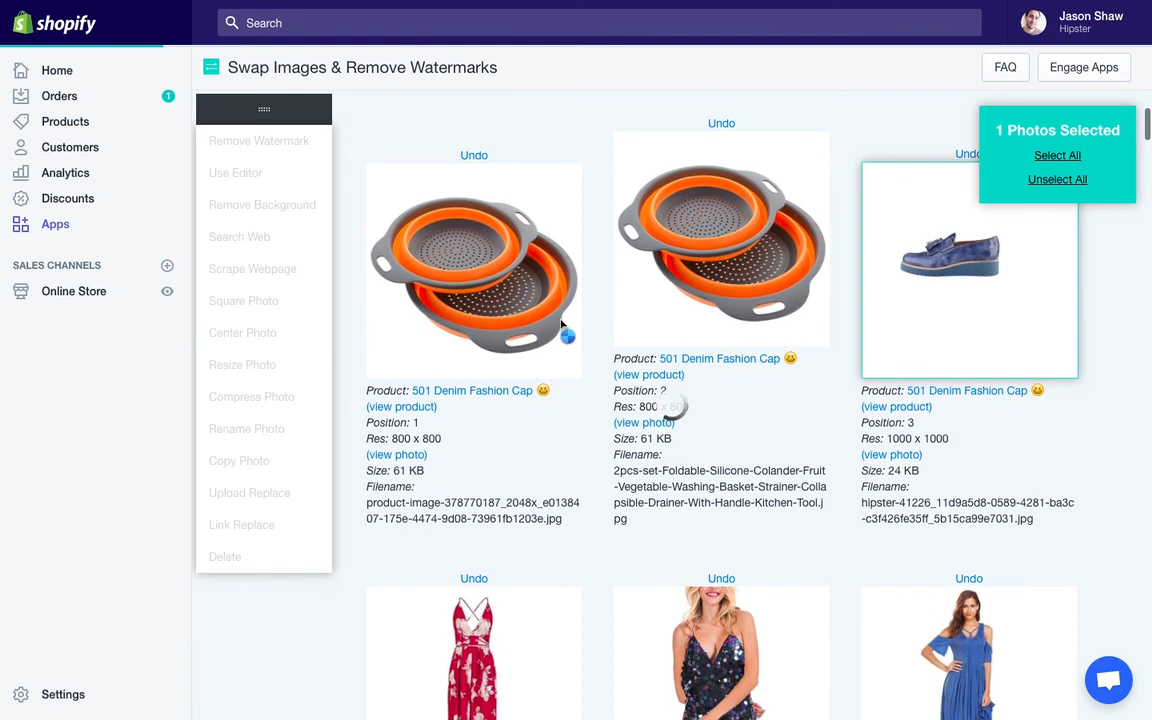 shopify
Search
Jason Shaw
Hipster
Home
Orders
1
Products
Customers
Analytics
Discounts
Apps
SALES CHANNELS
Online Store
Settings
Swap Images & Remove Watermarks
FAQ
Engage Apps
Remove Watermark
Use Editor
Remove Background
Search Web
Scrape Webpage
Square Photo
Center Photo
Resize Photo
Compress Photo
Rename Photo
Copy Photo
Upload Replace
Link Replace
Delete
1 Photos Selected
Select All
Unselect All
Undo
Product: 501 Denim Fashion Cap
(view product)
Position: 1
Res: 800 x 800
(view photo)
Size: 61 KB
Filename:
product-image-378770187_2048x_e01384
07-175e-4474-9d08-73961fb1203e.jpg
Undo
Product: 501 Denim Fashion Cap
(view product)
Position: 2
Res: 800 x 800
(view photo)
Size: 61 KB
Filename:
2pcs-set-Foldable-Silicone-Colander-Fruit
-Vegetable-Washing-Basket-Strainer-Colla
psible-Drainer-With-Handle-Kitchen-Tool.j
pg
Undo
Product: 501 Denim Fashion Cap
(view product)
Position: 3
Res: 1000 x 1000
(view photo)
Size: 24 KB
Filename:
hipster-41226_11d9a5d8-0589-4281-ba3c
-c3f426fe35ff_5b15ca99e7031.jpg
Undo
Undo
Undo